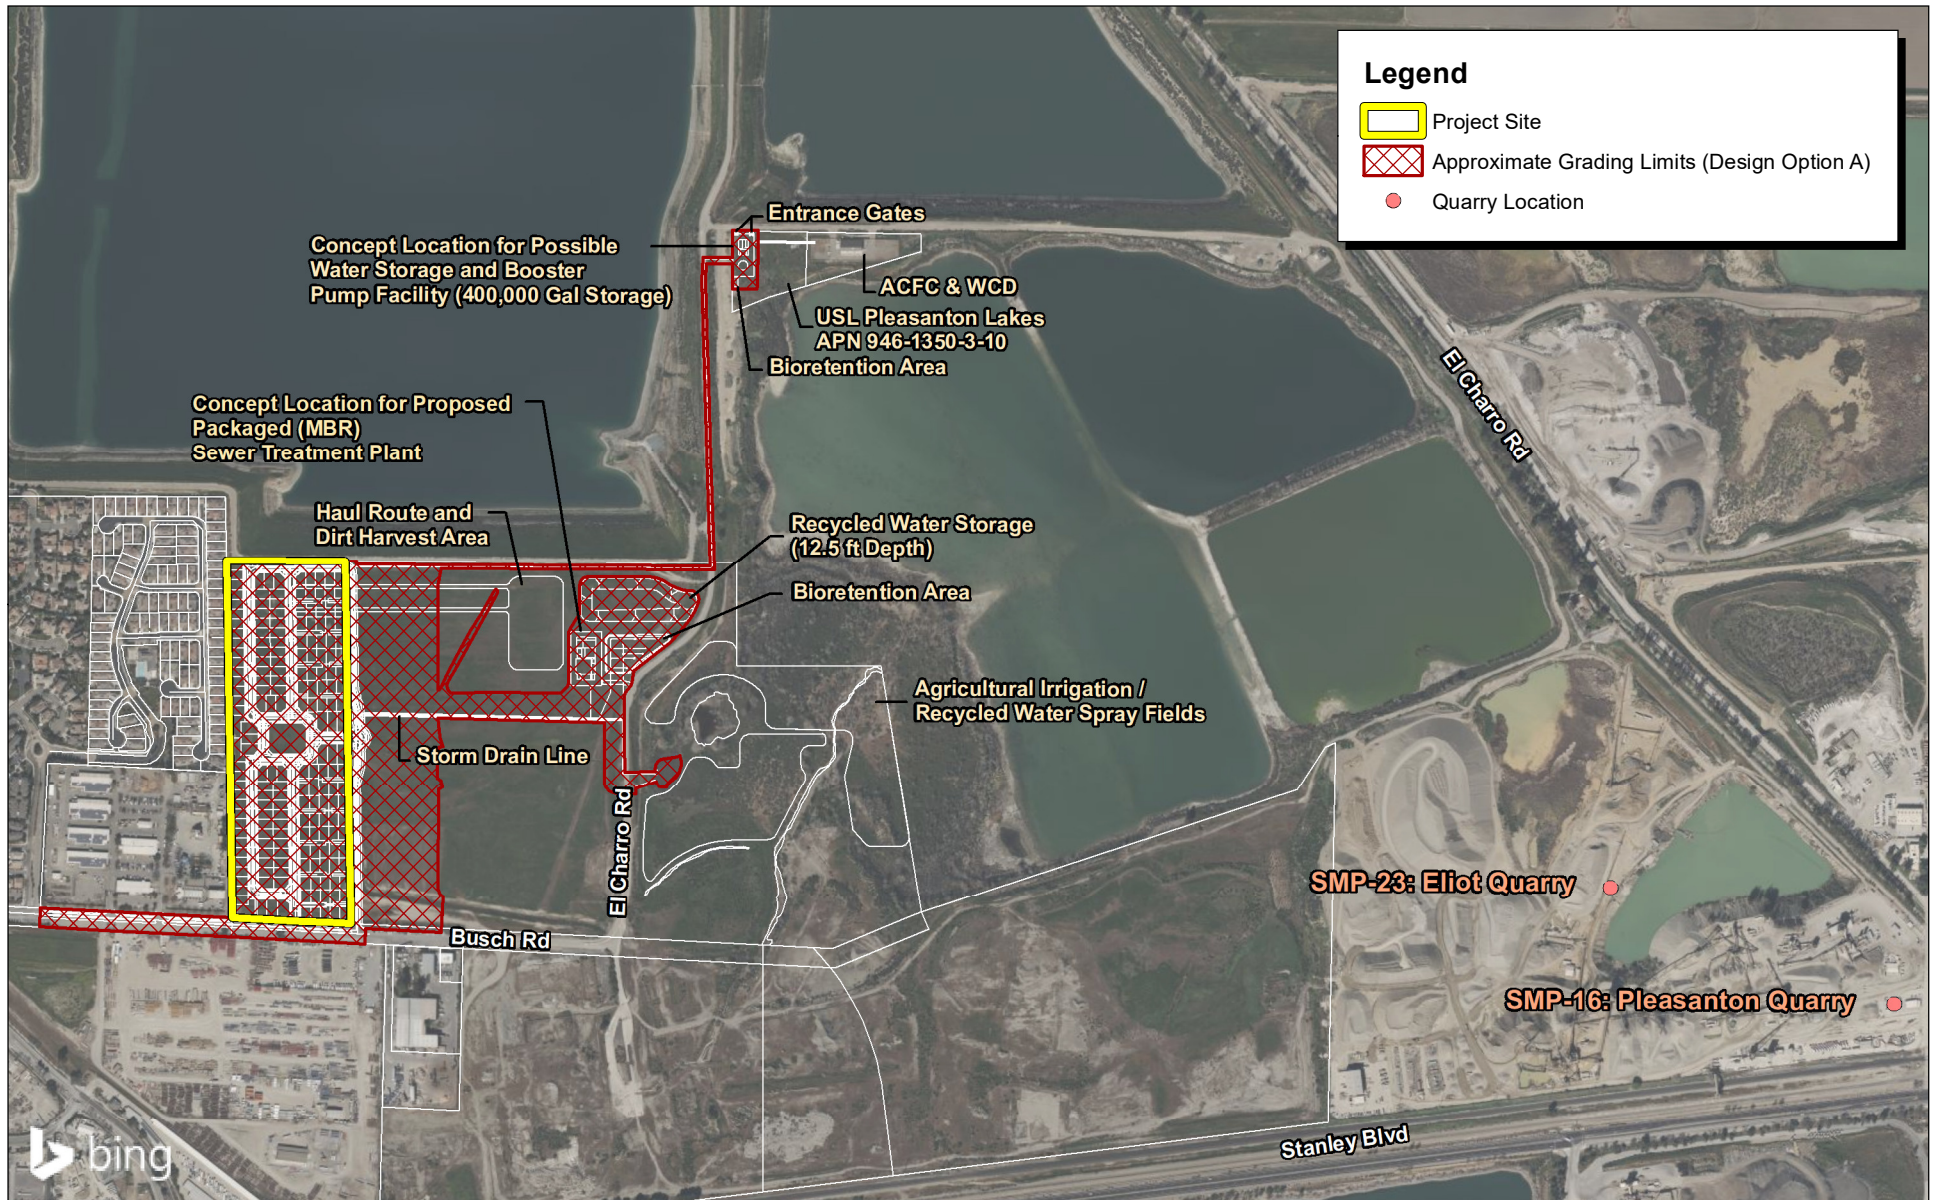 Legend
Project Site
Approximate Grading Limits (Design Option A)
Quarry Location
Entrance Gates
Concept Location for Possible
Water Storage and Booster
Pump Facility (400,000 Gal Storage)
ACFC & WCD
USL Pleasanton Lakes
APN 946-1350-3-10
Bioretention Area
El Charro Rd
Concept Location for Proposed
Packaged (MBR)
Sewer Treatment Plant
Haul Route and
Dirt Harvest Area
Recycled Water Storage
(12.5 ft Depth)
Bioretention Area
Agricultural Irrigation /
Recycled Water Spray Fields
Storm Drain Line
El Charro Rd
SMP-23: Eliot Quarry
Busch Rd
SMP-16: Pleasanton Quarry
Stanley Blvd
bing